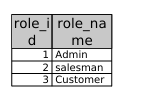 role_i role_na
d me
1 Admin
2 salesman
3 Customer